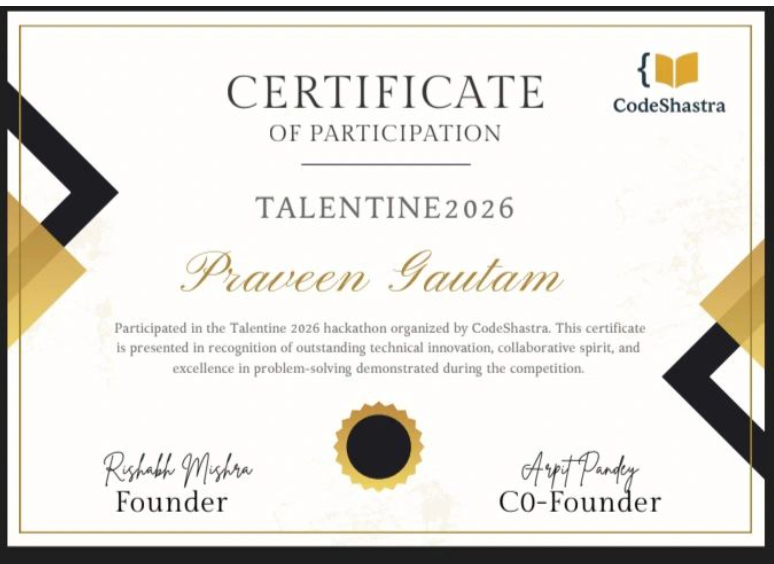 {
CodeShastra
CERTIFICATE
OF PARTICIPATION
TALENTINE2026
Praveen Gautam
Participated in the Talentine 2026 hackathon organized by CodeShastra. This certificate
is presented in recognition of outstanding technical innovation, collaborative spirit, and
excellence in problem-solving demonstrated during the competition.
Rishabh Mishra
Founder
Arpit Pandey
C0-Founder